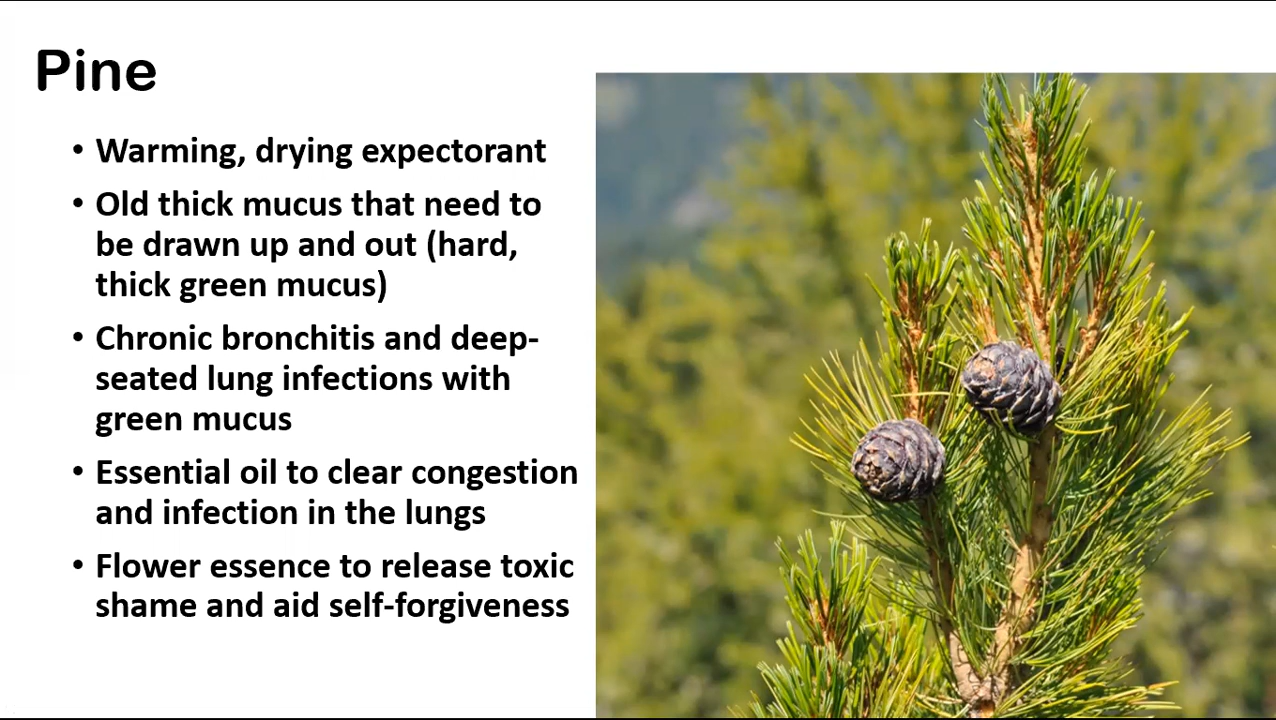 Pine
• Warming, drying expectorant
• Old thick mucus that need to
be drawn up and out (hard,
thick green mucus)
• Chronic bronchitis and deep-
seated lung infections with
green mucus
• Essential oil to clear congestion
and infection in the lungs
• Flower essence to release toxic
shame and aid self-forgiveness